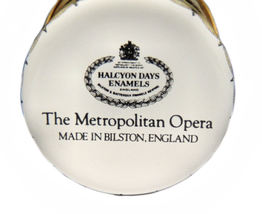 HALCYON DAYS
ENAMELS
ENGLAND
The Metropolitan Opera
MADE IN BILSTON, ENGLAND